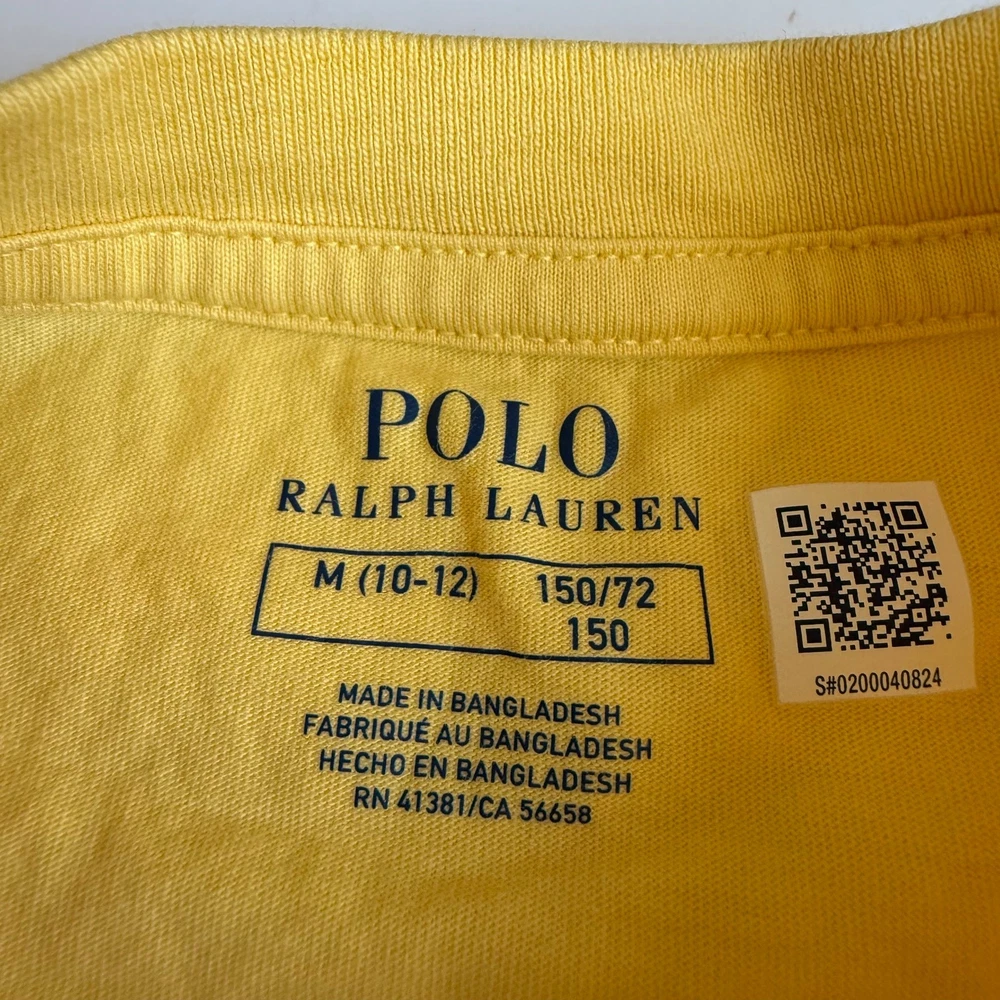 POLO
RALPH LAUREN
M (10-12) 150/72
150
MADE IN BANGLADESH
FABRIQUÉ AU BANGLADESH
HECHO EN BANGLADESH
RN 41381/CA 56658
S#0200040824